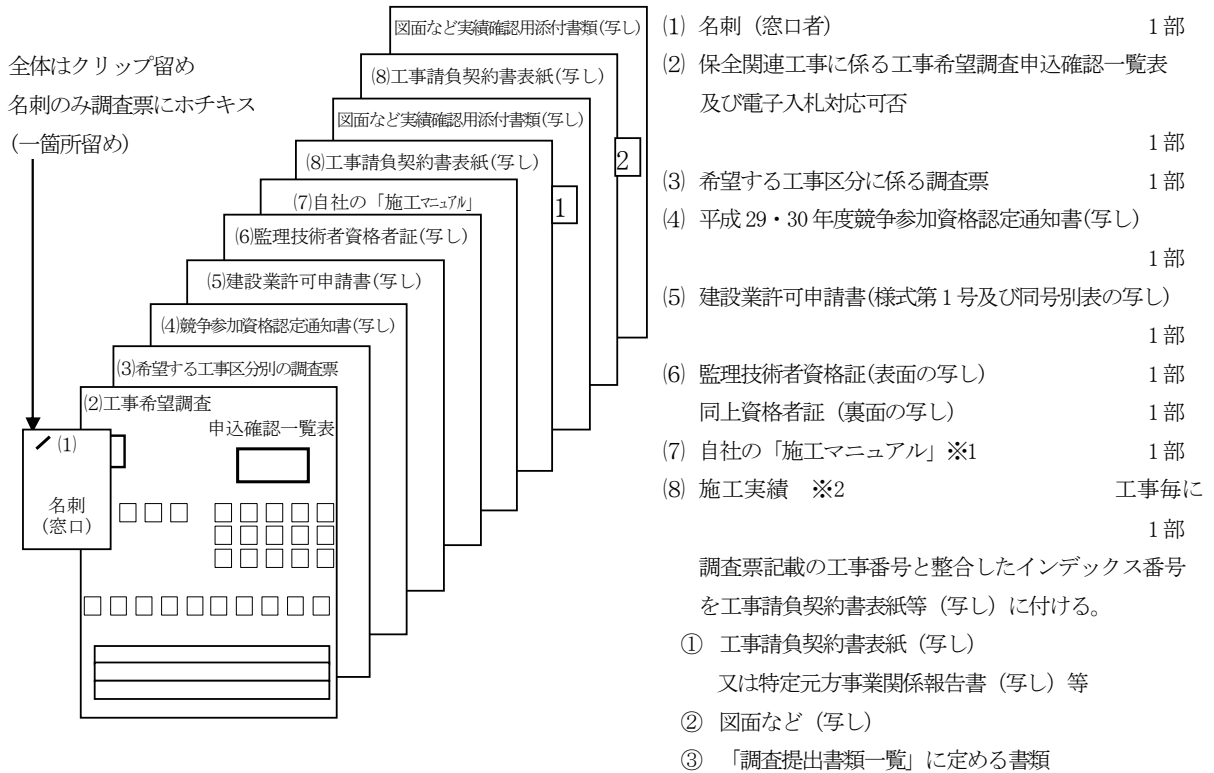 全体はクリップ留め
名刺のみ調査票にホチキス
(一箇所留め)
図面など実績確認用添付書類(写し)
⑻工事請負契約書表紙(写し)
図面など実績確認用添付書類(写し)
2
⑻工事請負契約書表紙(写し)
1
⑺自社の「施工マニュアル」
⑹監理技術者資格者証(写し)
⑸建設業許可申請書(写し)
⑷競争参加資格認定通知書(写し)
⑶希望する工事区分別の調査票
⑵工事希望調査
申込確認一覧表
⑴
名刺
(窓口)
⑴ 名刺(窓口者) 1部
⑵ 保全関連工事に係る工事希望調査申込確認一覧表
及び電子入札対応可否
1部
⑶ 希望する工事区分に係る調査票 1部
⑷ 平成29・30年度競争参加資格認定通知書(写し)
1部
⑸ 建設業許可申請書(様式第1号及び同号別表の写し)
1部
⑹ 監理技術者資格証(表面の写し) 1部
同上資格者証(裏面の写し) 1部
⑺ 自社の「施工マニュアル」※1 1部
⑻ 施工実績 ※2 工事毎に
1部
調査票記載の工事番号と整合したインデックス番号
を工事請負契約書表紙等(写し)に付ける。
① 工事請負契約書表紙(写し)
又は特定元方事業関係報告書(写し)等
② 図面など(写し)
③ 「調査提出書類一覧」に定める書類